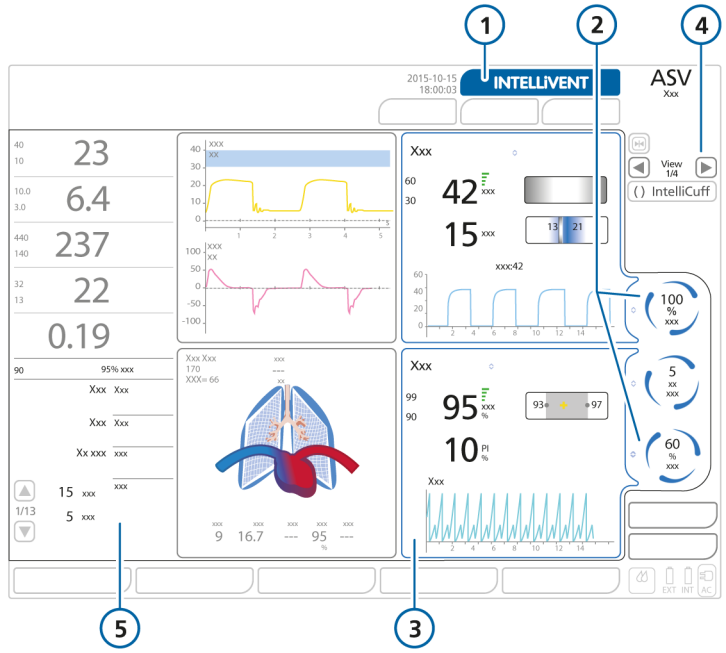 1
2
4
2015-10-15
18:00:03
INTELLiVENT
ASV
Xxx
40
10
23
10.0
3.0
6.4
440
140
237
32
13
22
0.19
90
95% xxx
Xxx Xxx
Xxx Xxx
Xx xxx xxx
xxx
15 xxx
1/13
5 xxx
xxx
xx
40
30
20
10
0
1 2 3 4 5
s
xxx
xx
100
50
0
-50
-100
Xxx Xxx
170
XXX= 66
xxx
---
xx
xxx xxx xxx xxx xxx
9 16.7 --- 95 ---
%
Xxx
60
30
42 xxx
15 xxx
13 21
xxx:42
60
40
20
0
2 4 6 8 10 12 14
Xxx
99
90
95 xxx
%
93 97
10 PI
%
Xxx
2 4 6 8 10 12 14
View
1/4
() IntelliCuff
100
%
xxx
5
xx
xxx
60
%
xxx
EXT INT AC
5
3